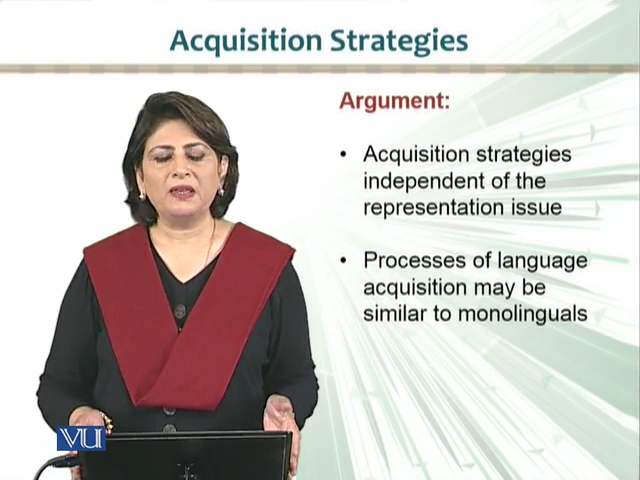 Acquisition Strategies
Argument:
• Acquisition strategies
independent of the
representation issue
• Processes of language
acquisition may be
similar to monolinguals
VU